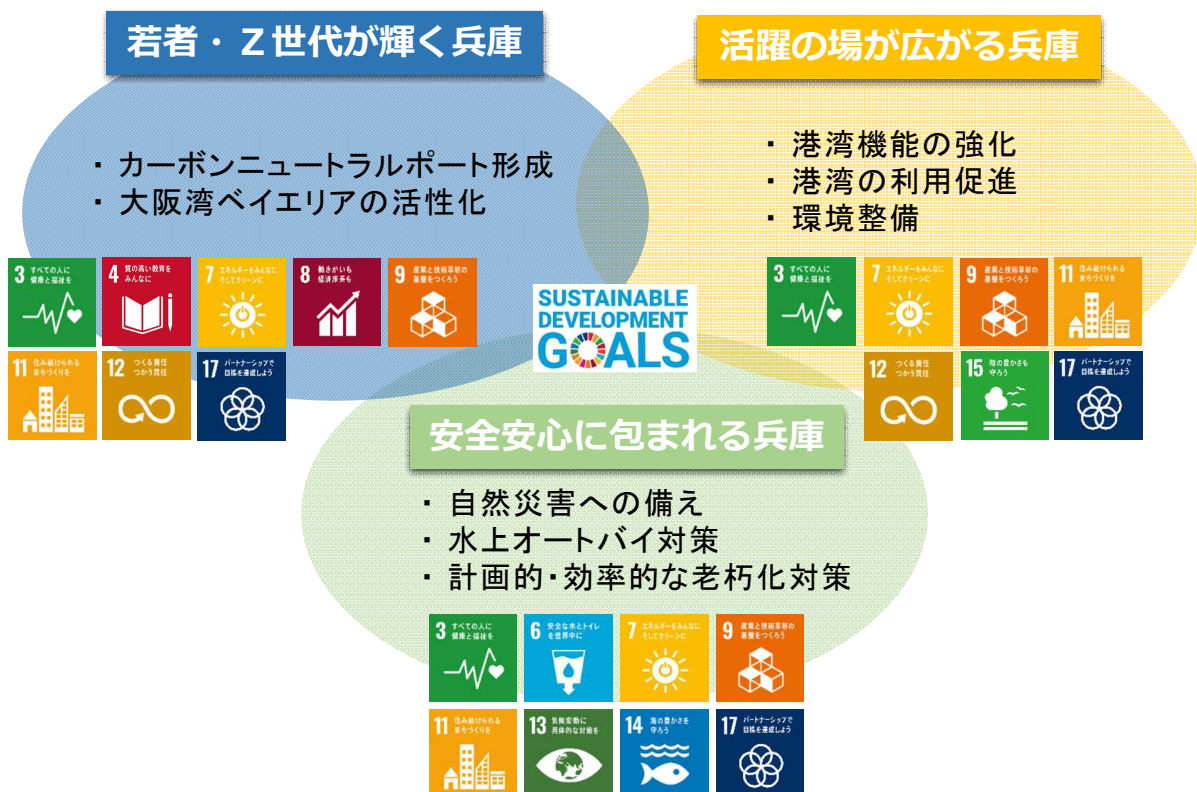 若者・Ｚ世代が輝く兵庫
・ カーボンニュートラルポート形成
・ 大阪湾ベイエリアの活性化
3 すべての人に
健康と福祉を
4 質の高い教育を
みんなに
7 エネルギーをみんなに
そしてクリーンに
8 働きがいも
経済成長も
9 産業と技術革新の
基盤をつくろう
11 住み続けられる
まちづくりを
12 つくる責任
つかう責任
17 パートナーシップで
目標を達成しよう
活躍の場が広がる兵庫
・ 港湾機能の強化
・ 港湾の利用促進
・ 環境整備
3 すべての人に
健康と福祉を
7 エネルギーをみんなに
そしてクリーンに
9 産業と技術革新の
基盤をつくろう
11 住み続けられる
まちづくりを
12 つくる責任
つかう責任
15 陸の豊かさも
守ろう
17 パートナーシップで
目標を達成しよう
SUSTAINABLE
DEVELOPMENT
GOALS
安全安心に包まれる兵庫
・ 自然災害への備え
・ 水上オートバイ対策
・ 計画的・効率的な老朽化対策
3 すべての人に
健康と福祉を
6 安全な水とトイレ
を世界中に
7 エネルギーをみんなに
そしてクリーンに
9 産業と技術革新の
基盤をつくろう
11 住み続けられる
まちづくりを
13 気候変動に
具体的な対策を
14 海の豊かさを
守ろう
17 パートナーシップで
目標を達成しよう